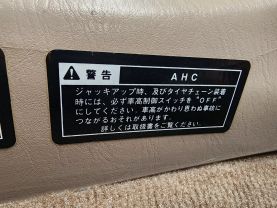 警告 AHC
ジャッキアップ時、及びタイヤチェーン装着
時には、必ず車高制御スイッチを"OFF"
にしてください。車高がかわり思わぬ事故に
つながるおそれがあります。
詳しくは取扱書をご覧ください。